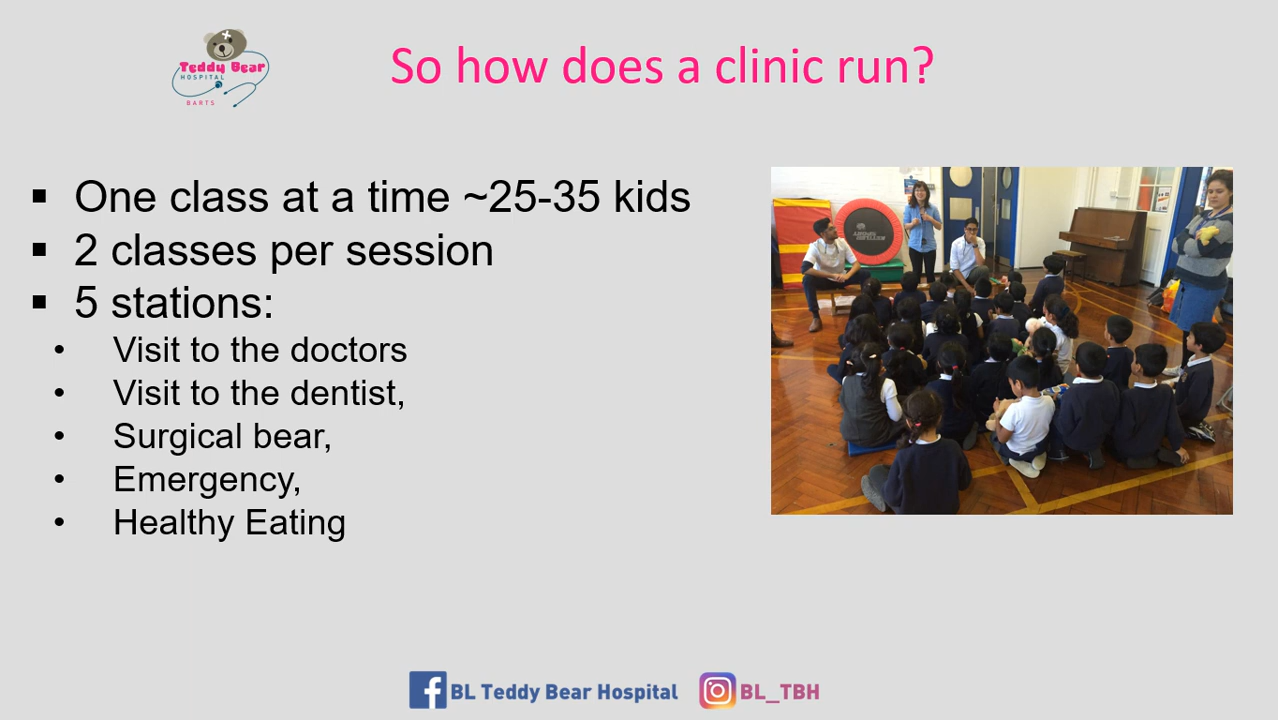 Teddy Bear
HOSPITAL
BARTS
So how does a clinic run?
▪ One class at a time ~25-35 kids
▪ 2 classes per session
▪ 5 stations:
• Visit to the doctors
• Visit to the dentist,
• Surgical bear,
• Emergency,
• Healthy Eating
BL Teddy Bear Hospital
BL_TBH